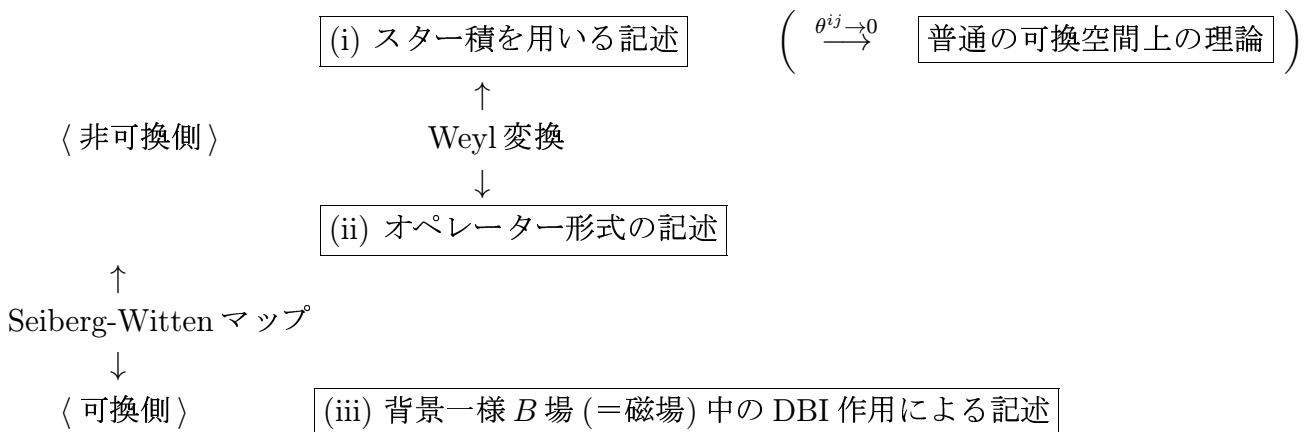 (i) スター積を用いる記述 ( θ^{ij}→0 ⟶ 普通の可換空間上の理論 )
↑
〈 非可換側 〉 Weyl 変換
↓
(ii) オペレーター形式の記述
↑
Seiberg-Witten マップ
↓
〈 可換側 〉 (iii) 背景一様 B 場 (＝磁場) 中の DBI 作用による記述